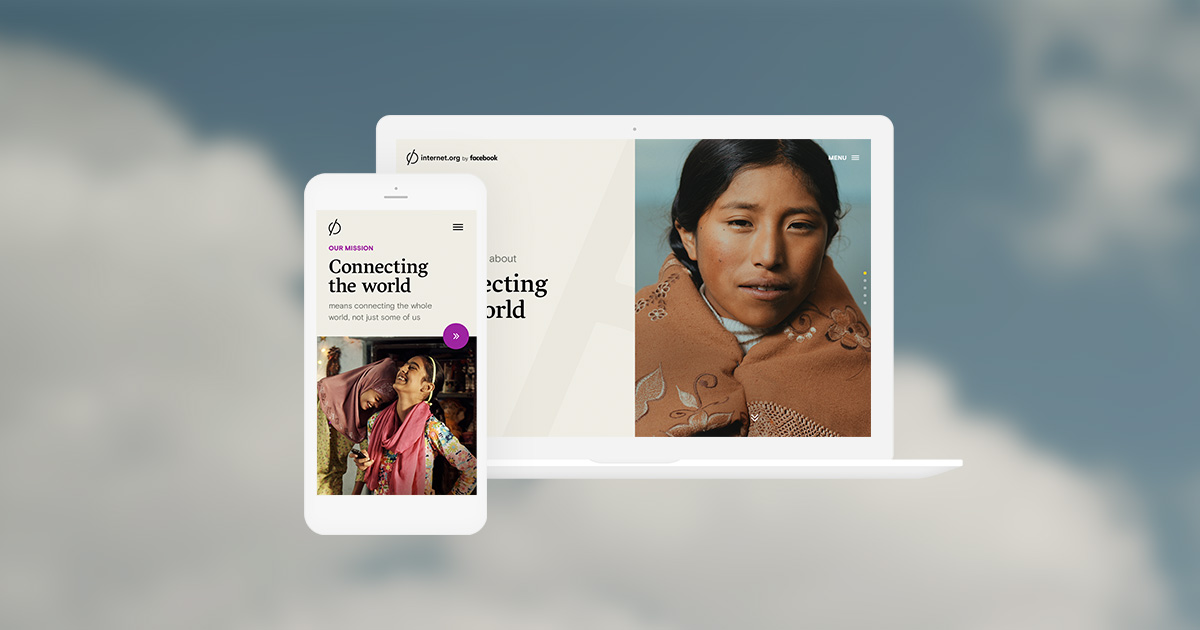 internet.org by facebook
MENU
about
ecting
orld
OUR MISSION
Connecting
the world
means connecting the whole
world, not just some of us